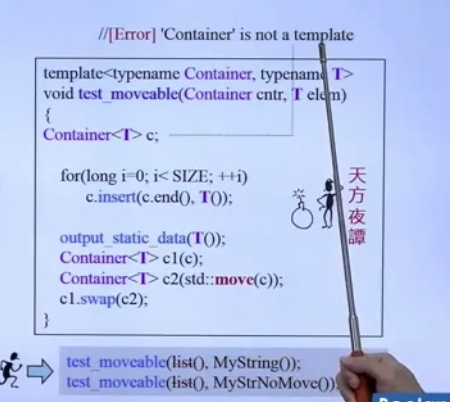 //[Error] 'Container' is not a template
template<typename Container, typename T>
void test_moveable(Container cntr, T elem)
{
Container<T> c;
for(long i=0; i< SIZE; ++i)
c.insert(c.end(), T());
output_static_data(T());
Container<T> c1(c);
Container<T> c2(std::move(c));
c1.swap(c2);
}
天方夜譚
test_moveable(list(), MyString());
test_moveable(list(), MyStrNoMove());